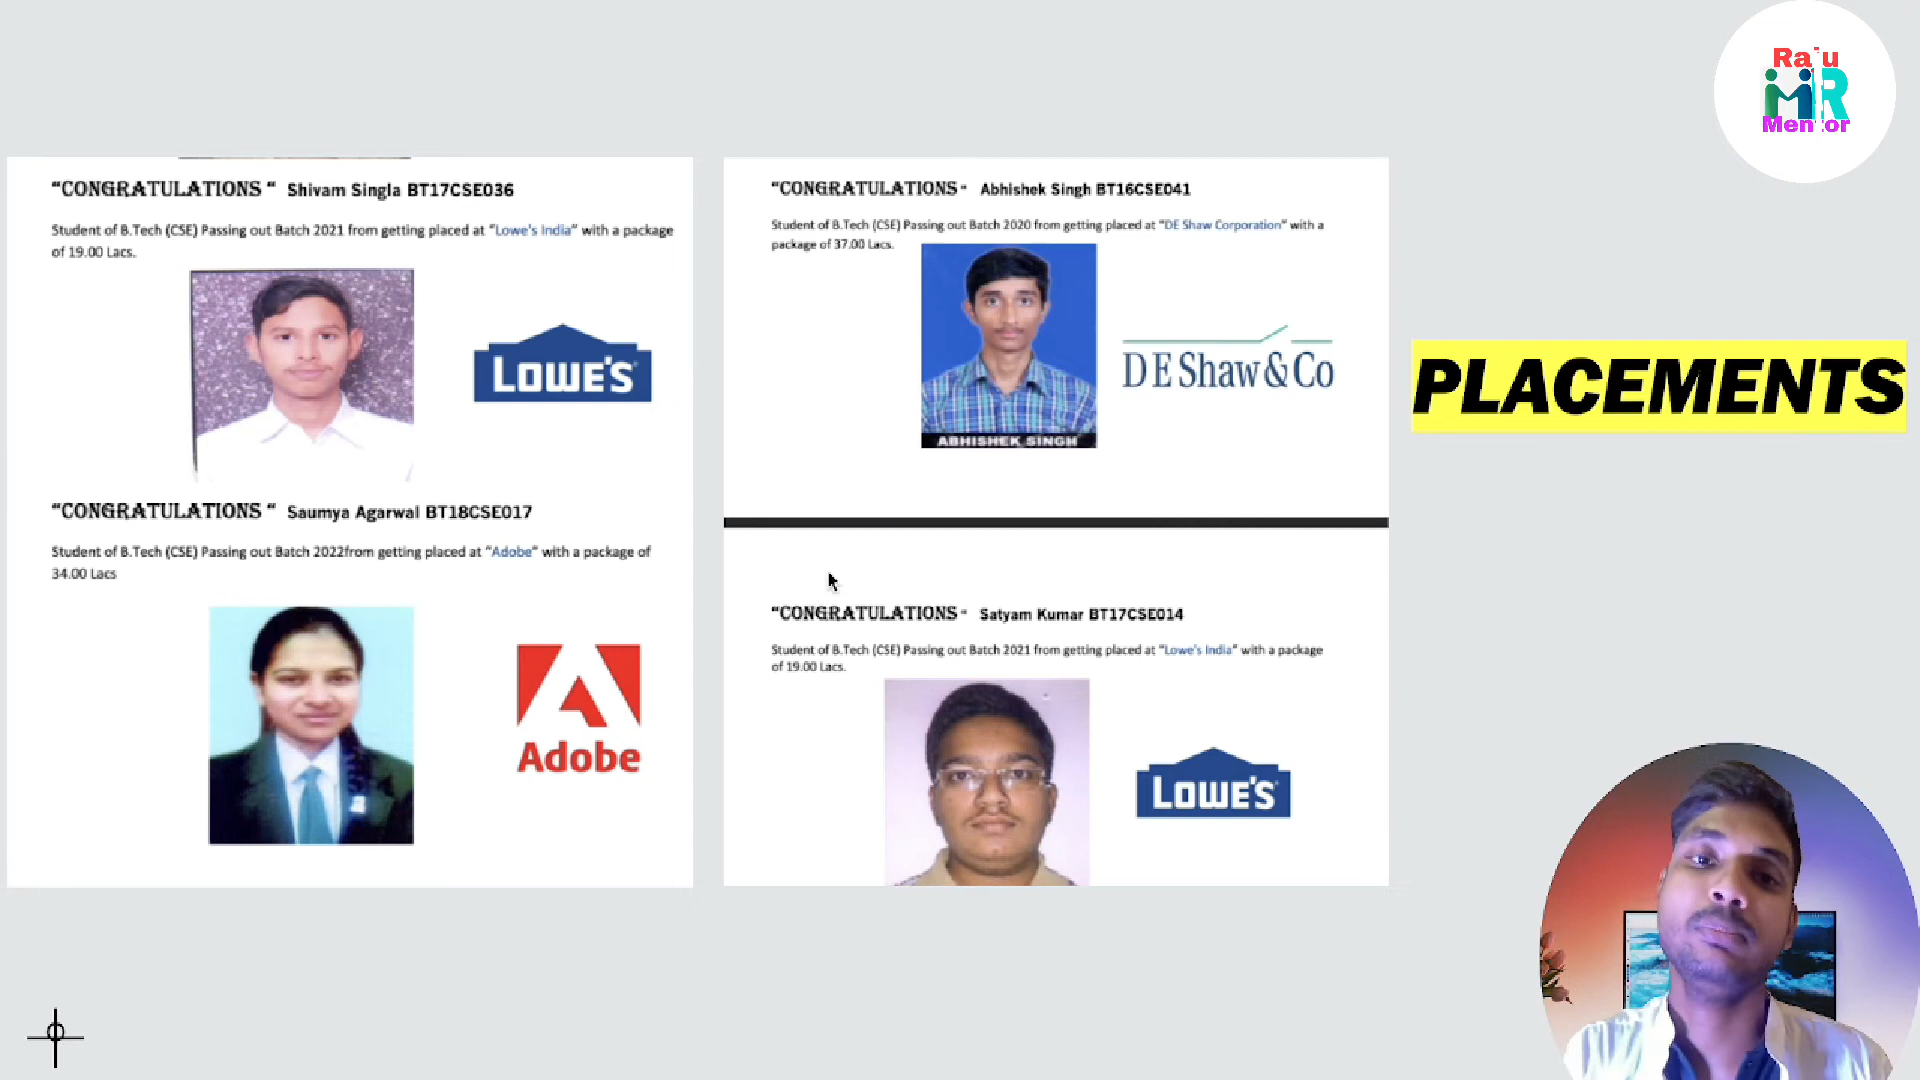 "CONGRATULATIONS " Shivam Singla BT17CSE036
Student of B.Tech (CSE) Passing out Batch 2021 from getting placed at "Lowe's India" with a package
of 19.00 Lacs.
LOWE'S
"CONGRATULATIONS " Saumya Agarwal BT18CSE017
Student of B.Tech (CSE) Passing out Batch 2022from getting placed at "Adobe" with a package of
34.00 Lacs
Adobe
"CONGRATULATIONS " Abhishek Singh BT16CSE041
Student of B.Tech (CSE) Passing out Batch 2020 from getting placed at "DE Shaw Corporation" with a
package of 37.00 Lacs.
ABHISHEK SINGH
DE Shaw & Co
"CONGRATULATIONS " Satyam Kumar BT17CSE014
Student of B.Tech (CSE) Passing out Batch 2021 from getting placed at "Lowe's India" with a package
of 19.00 Lacs.
LOWE'S
Raju
MR
Mentor
PLACEMENTS